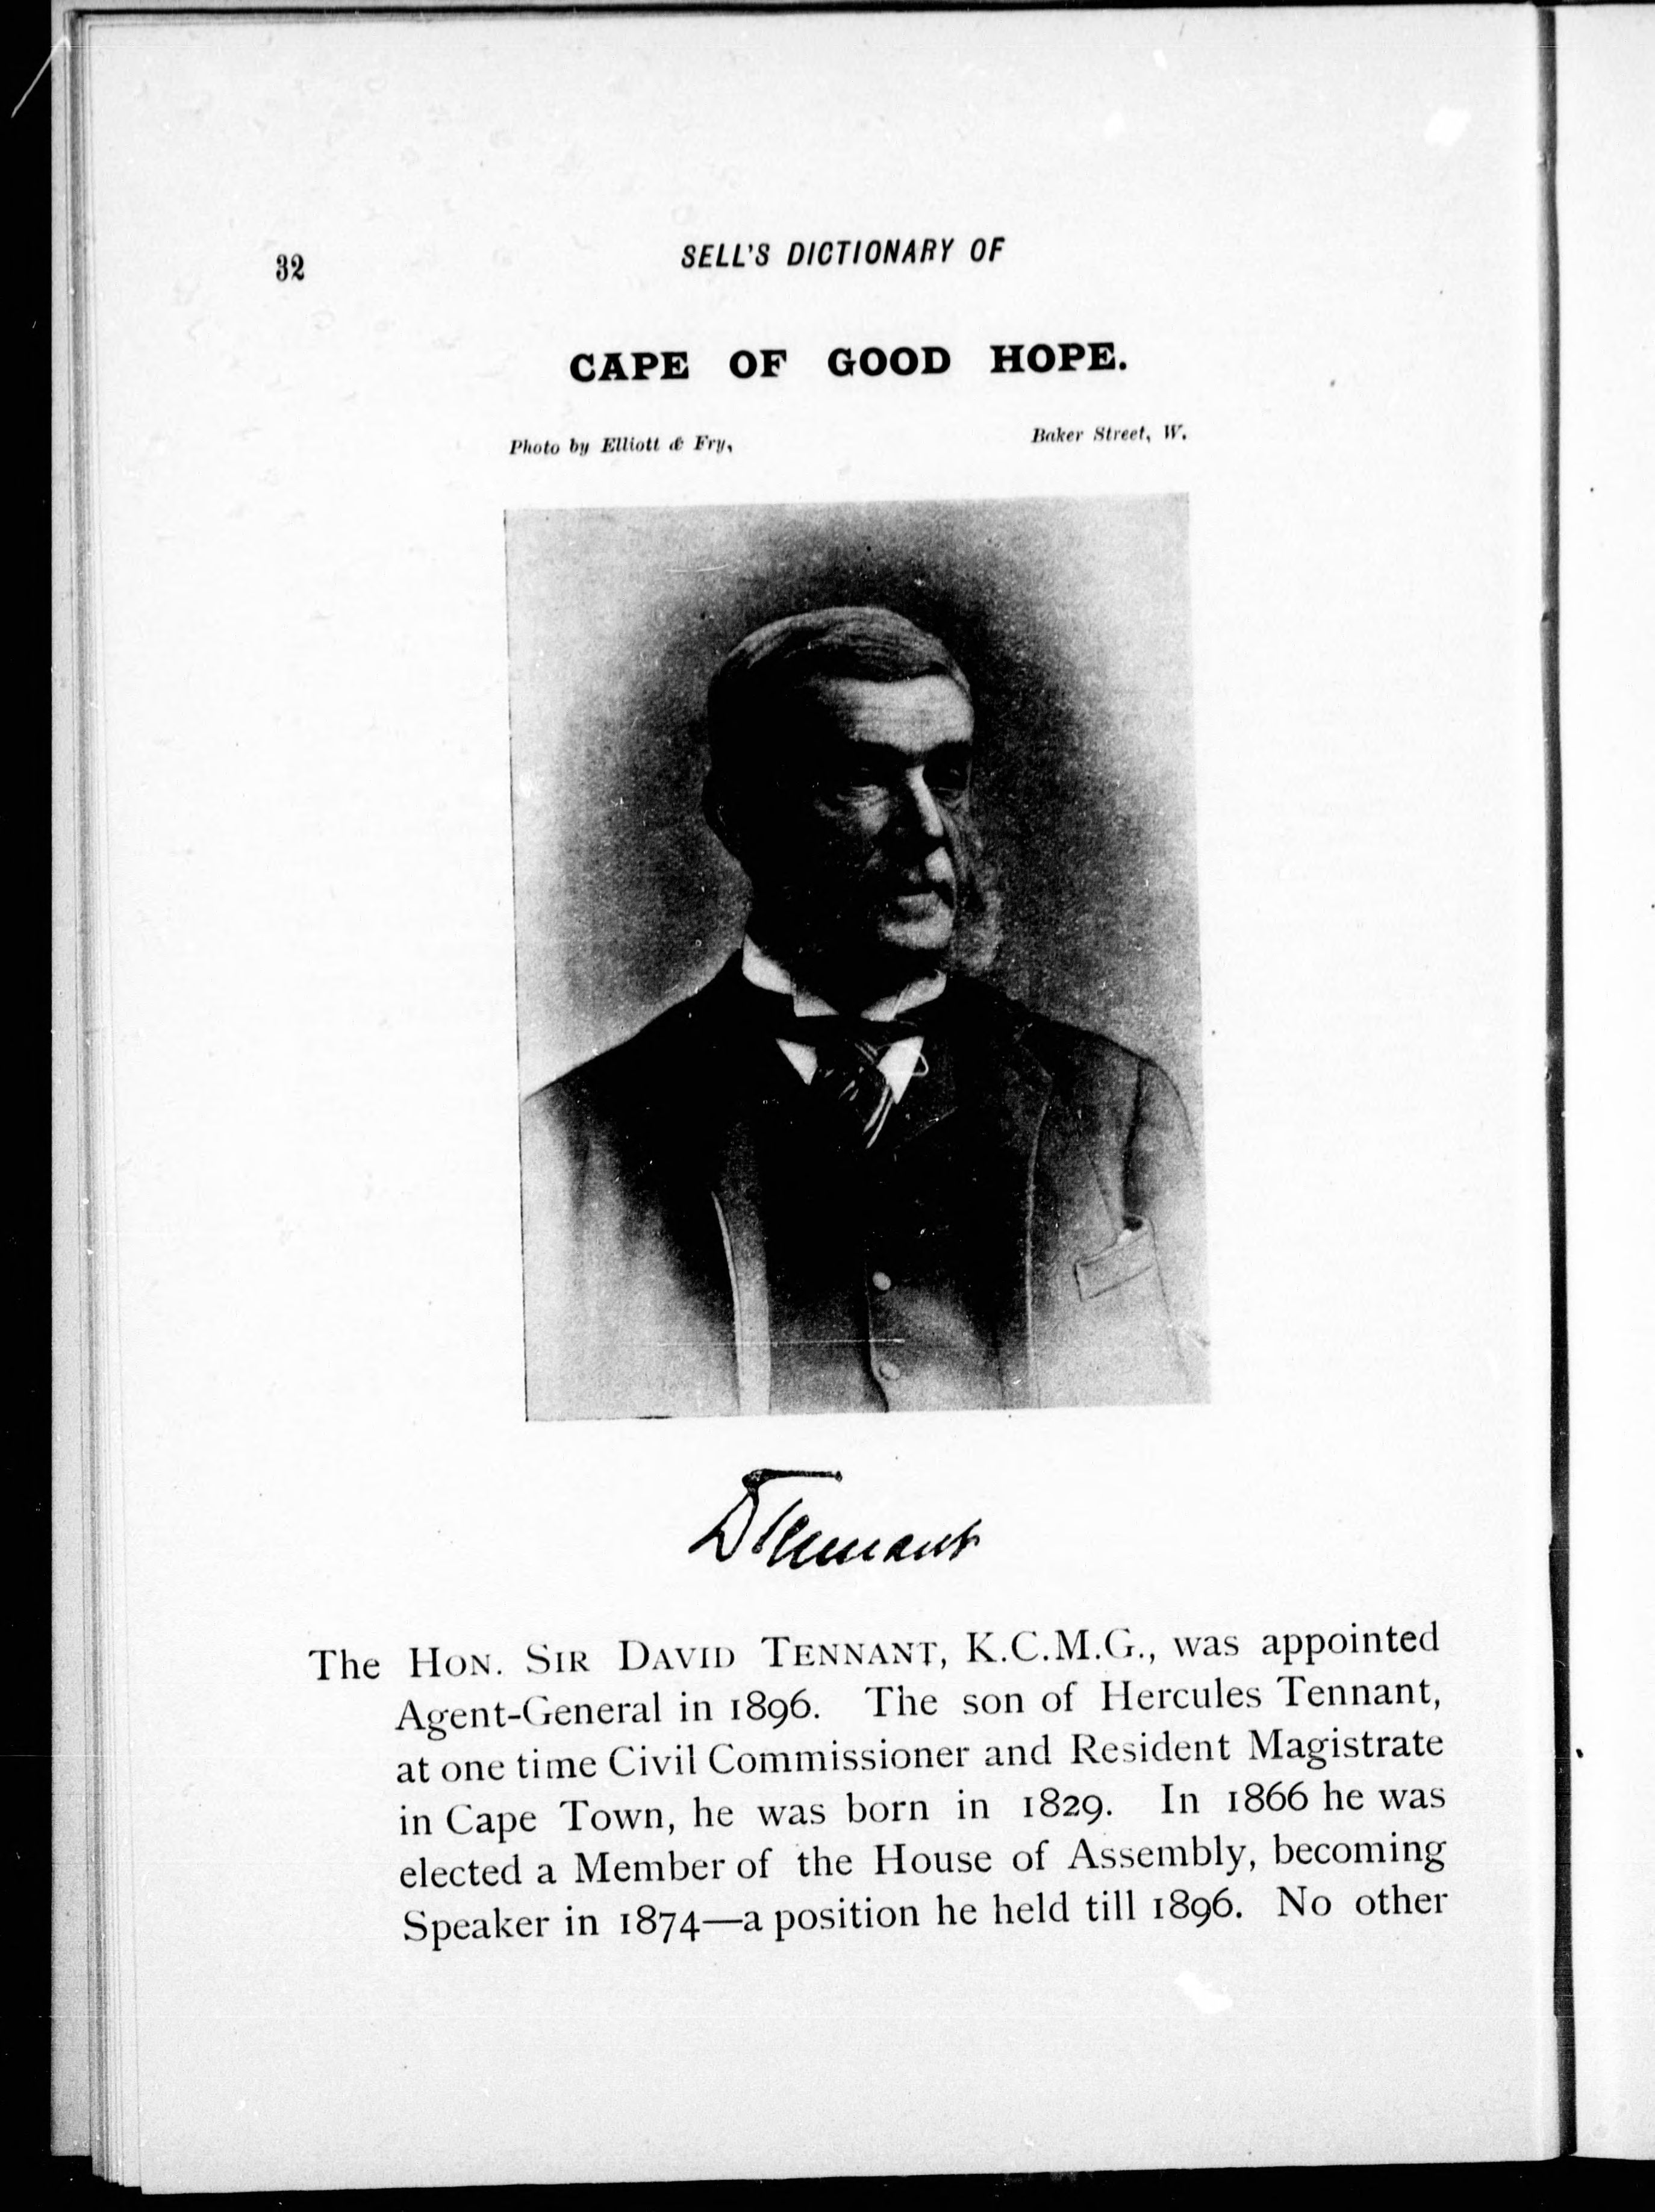 32
SELL'S DICTIONARY OF
CAPE OF GOOD HOPE.
Photo by Elliott & Fry, Baker Street, W.
DTennant
The HON. SIR DAVID TENNANT, K.C.M.G., was appointed
Agent-General in 1896. The son of Hercules Tennant,
at one time Civil Commissioner and Resident Magistrate
in Cape Town, he was born in 1829. In 1866 he was
elected a Member of the House of Assembly, becoming
Speaker in 1874—a position he held till 1896. No other